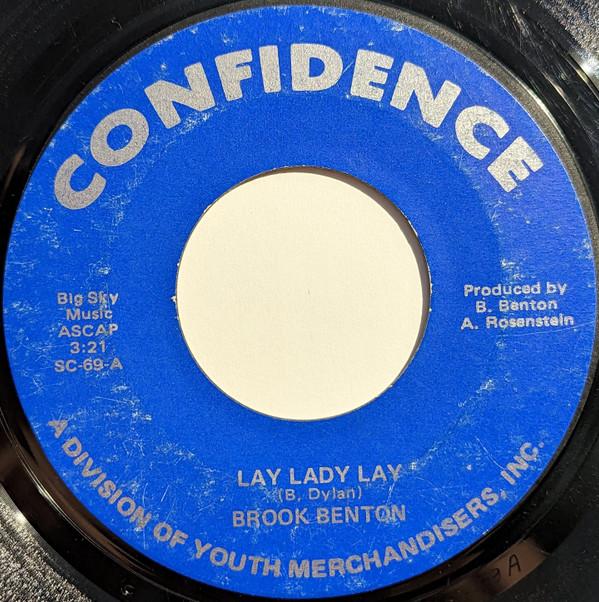 CONFIDENCE
Big Sky
Music
ASCAP
3:21
SC-69-A
Produced by
B. Benton
A. Rosenstein
LAY LADY LAY
(B. Dylan)
BROOK BENTON
A DIVISION OF YOUTH MERCHANDISERS, INC.